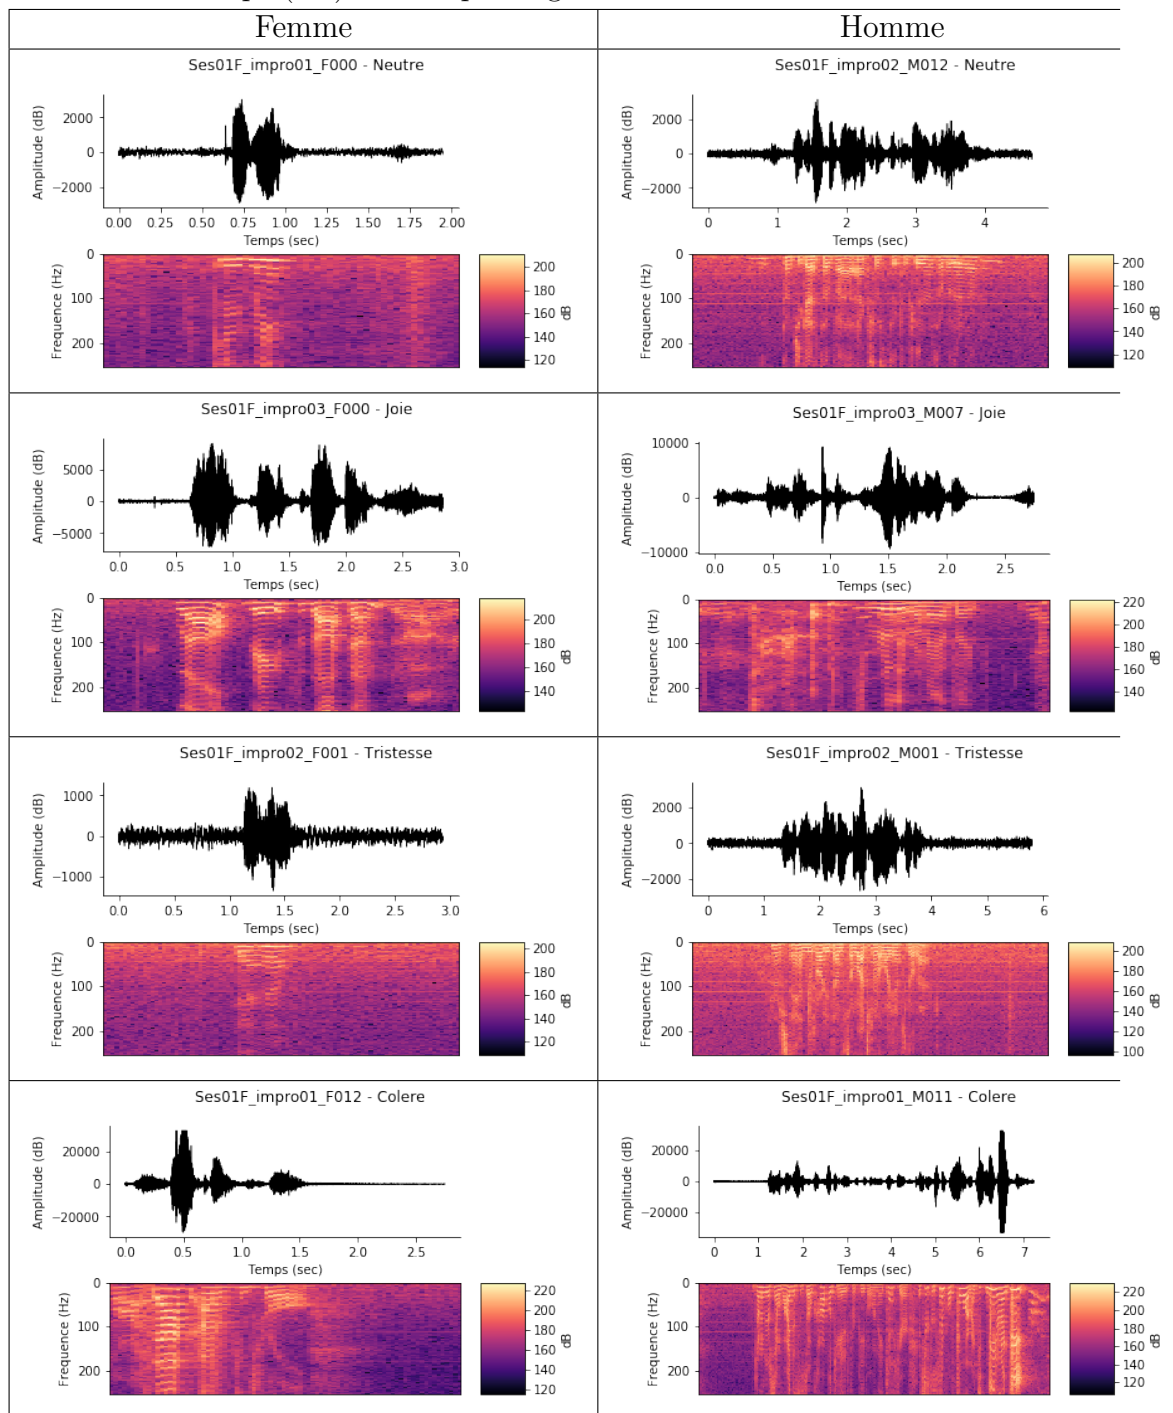 Femme
Homme
Ses01F_impro01_F000 - Neutre
Amplitude (dB)
2000
0
−2000
0.00 0.25 0.50 0.75 1.00 1.25 1.50 1.75 2.00
Temps (sec)
Frequence (Hz)
0
100
200
200
180
160
140
120
dB
Ses01F_impro02_M012 - Neutre
Amplitude (dB)
2000
0
−2000
0 1 2 3 4
Temps (sec)
Frequence (Hz)
0
100
200
200
180
160
140
120
dB
Ses01F_impro03_F000 - Joie
Amplitude (dB)
5000
0
−5000
0.0 0.5 1.0 1.5 2.0 2.5 3.0
Temps (sec)
Frequence (Hz)
0
100
200
200
180
160
140
dB
Ses01F_impro03_M007 - Joie
Amplitude (dB)
10000
0
−10000
0.0 0.5 1.0 1.5 2.0 2.5
Temps (sec)
Frequence (Hz)
0
100
200
220
200
180
160
140
dB
Ses01F_impro02_F001 - Tristesse
Amplitude (dB)
1000
0
−1000
0.0 0.5 1.0 1.5 2.0 2.5 3.0
Temps (sec)
Frequence (Hz)
0
100
200
200
180
160
140
120
dB
Ses01F_impro02_M001 - Tristesse
Amplitude (dB)
2000
0
−2000
0 1 2 3 4 5 6
Temps (sec)
Frequence (Hz)
0
100
200
200
180
160
140
120
100
dB
Ses01F_impro01_F012 - Colere
Amplitude (dB)
20000
0
−20000
0.0 0.5 1.0 1.5 2.0 2.5
Temps (sec)
Frequence (Hz)
0
100
200
220
200
180
160
140
120
dB
Ses01F_impro01_M011 - Colere
Amplitude (dB)
20000
0
−20000
0 1 2 3 4 5 6 7
Temps (sec)
Frequence (Hz)
0
100
200
220
200
180
160
140
120
dB